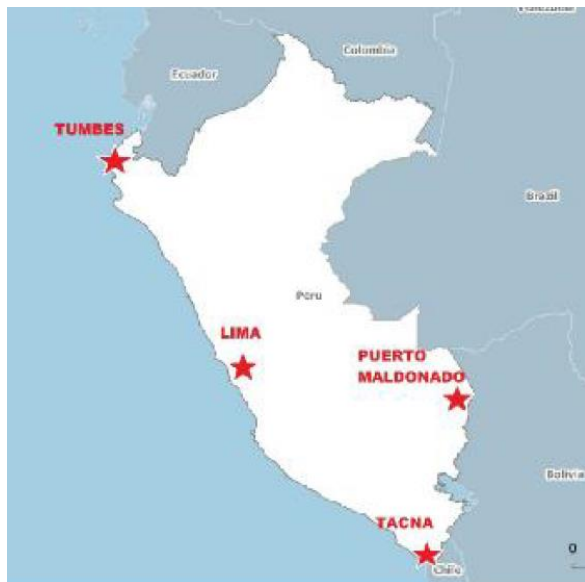 Colombia
Ecuador
TUMBES
Brazil
Peru
LIMA
PUERTO
MALDONADO
Bolivia
TACNA
0
Chile